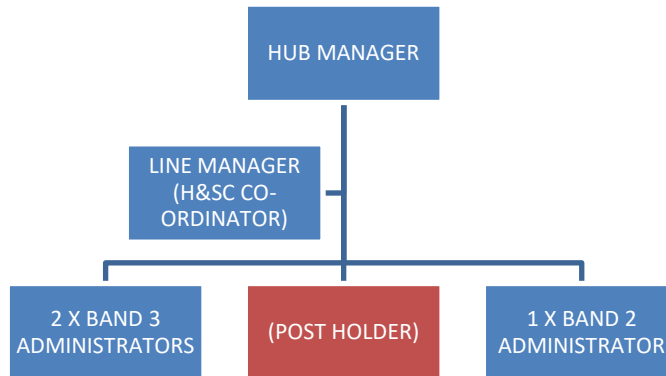 HUB MANAGER
LINE MANAGER
(H&SC CO-
ORDINATOR)
2 X BAND 3
ADMINISTRATORS
(POST HOLDER)
1 X BAND 2
ADMINISTRATOR